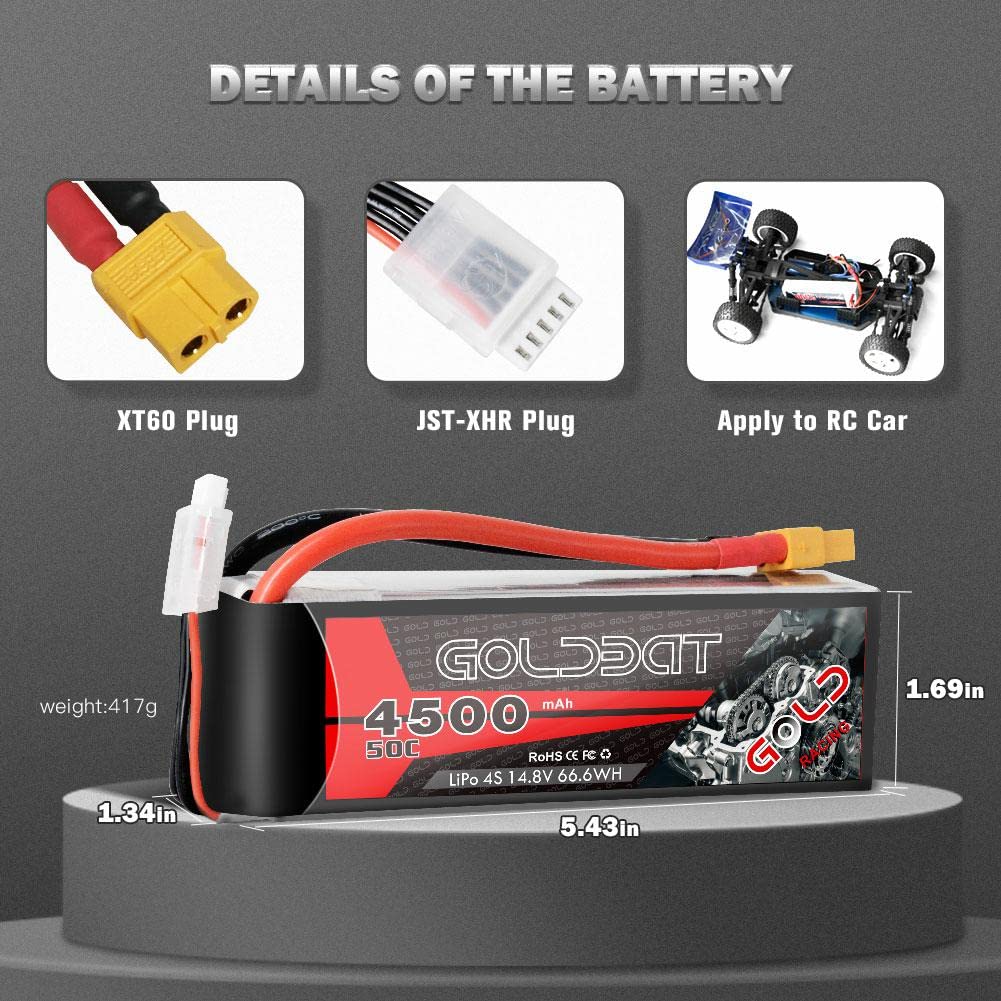 DETAILS OF THE BATTERY
XT60 Plug
JST-XHR Plug
Apply to RC Car
GOLDBAT
4500 mAh
50C
RoHS CE FC
LiPo 4S 14.8V 66.6WH
GOLD
RACING
weight:417g
1.69in
1.34in
5.43in